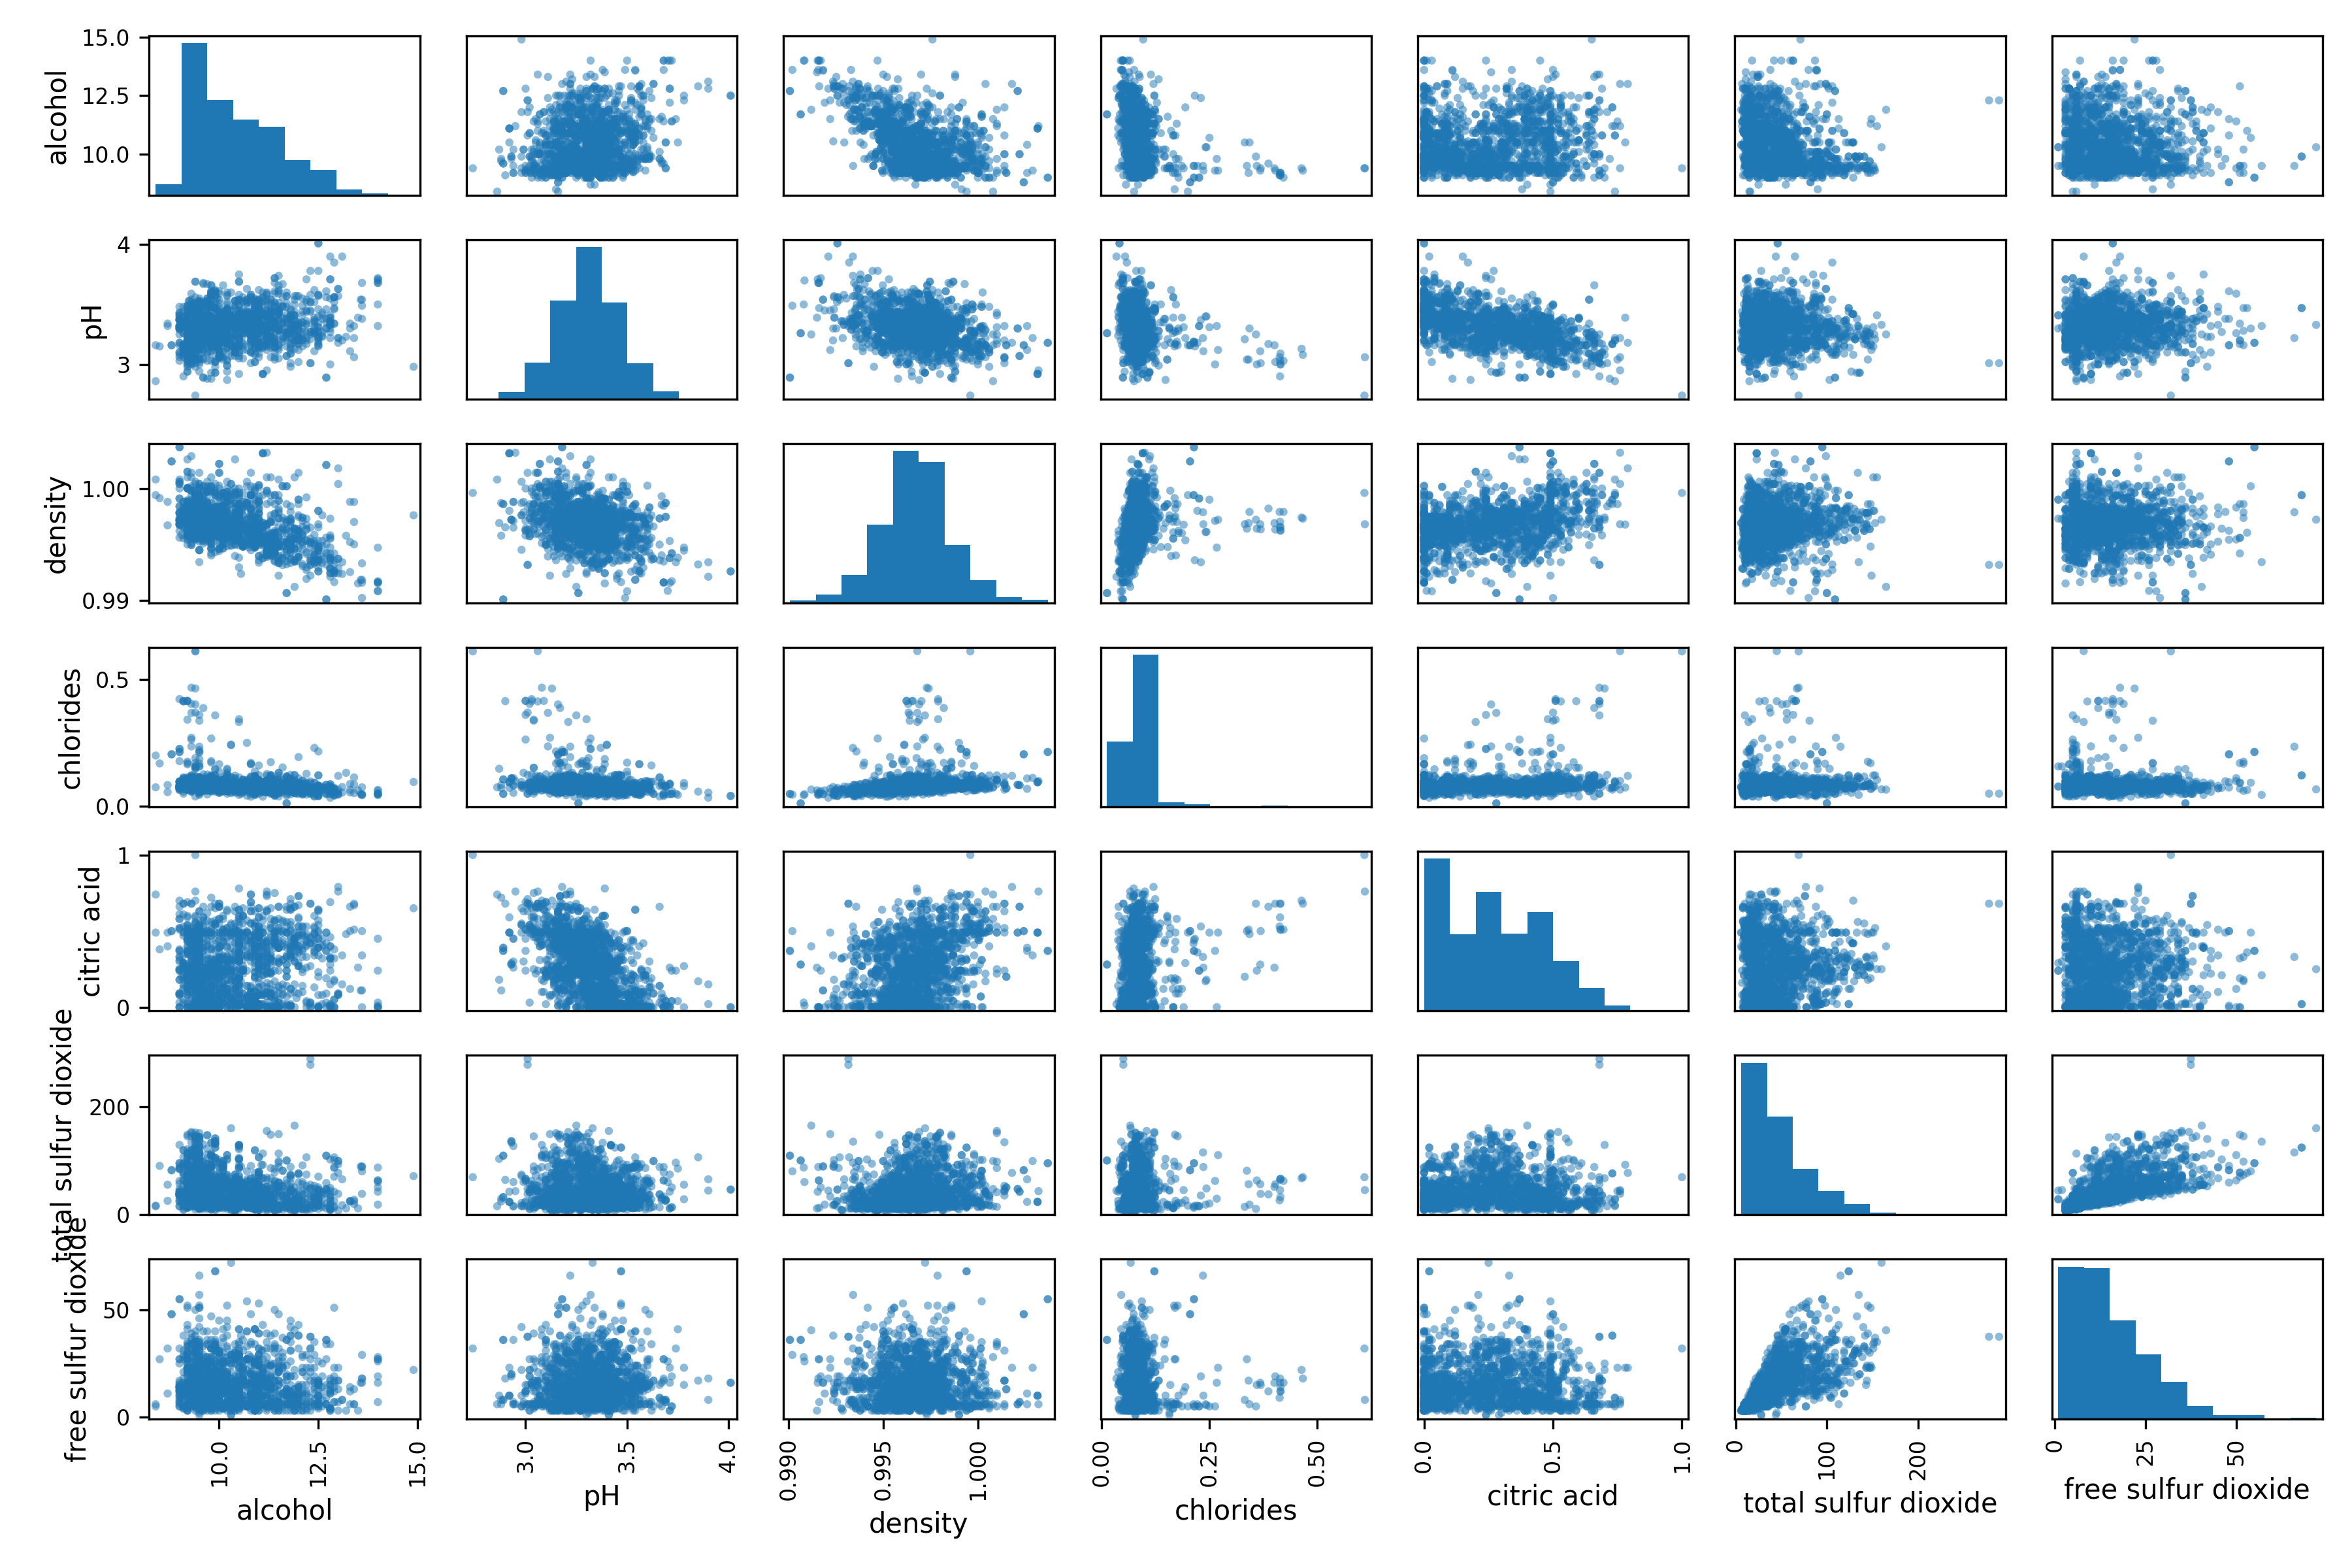 15.0
12.5
10.0
alcohol
4
3
pH
1.00
0.99
density
0.5
0.0
chlorides
1
0
citric acid
200
0
total sulfur dioxide
50
0
free sulfur dioxide
10.0 12.5 15.0
alcohol
3.0 3.5 4.0
pH
0.990 0.995 1.000
density
0.00 0.25 0.50
chlorides
0.0 0.5 1.0
citric acid
0 100 200
total sulfur dioxide
0 25 50
free sulfur dioxide